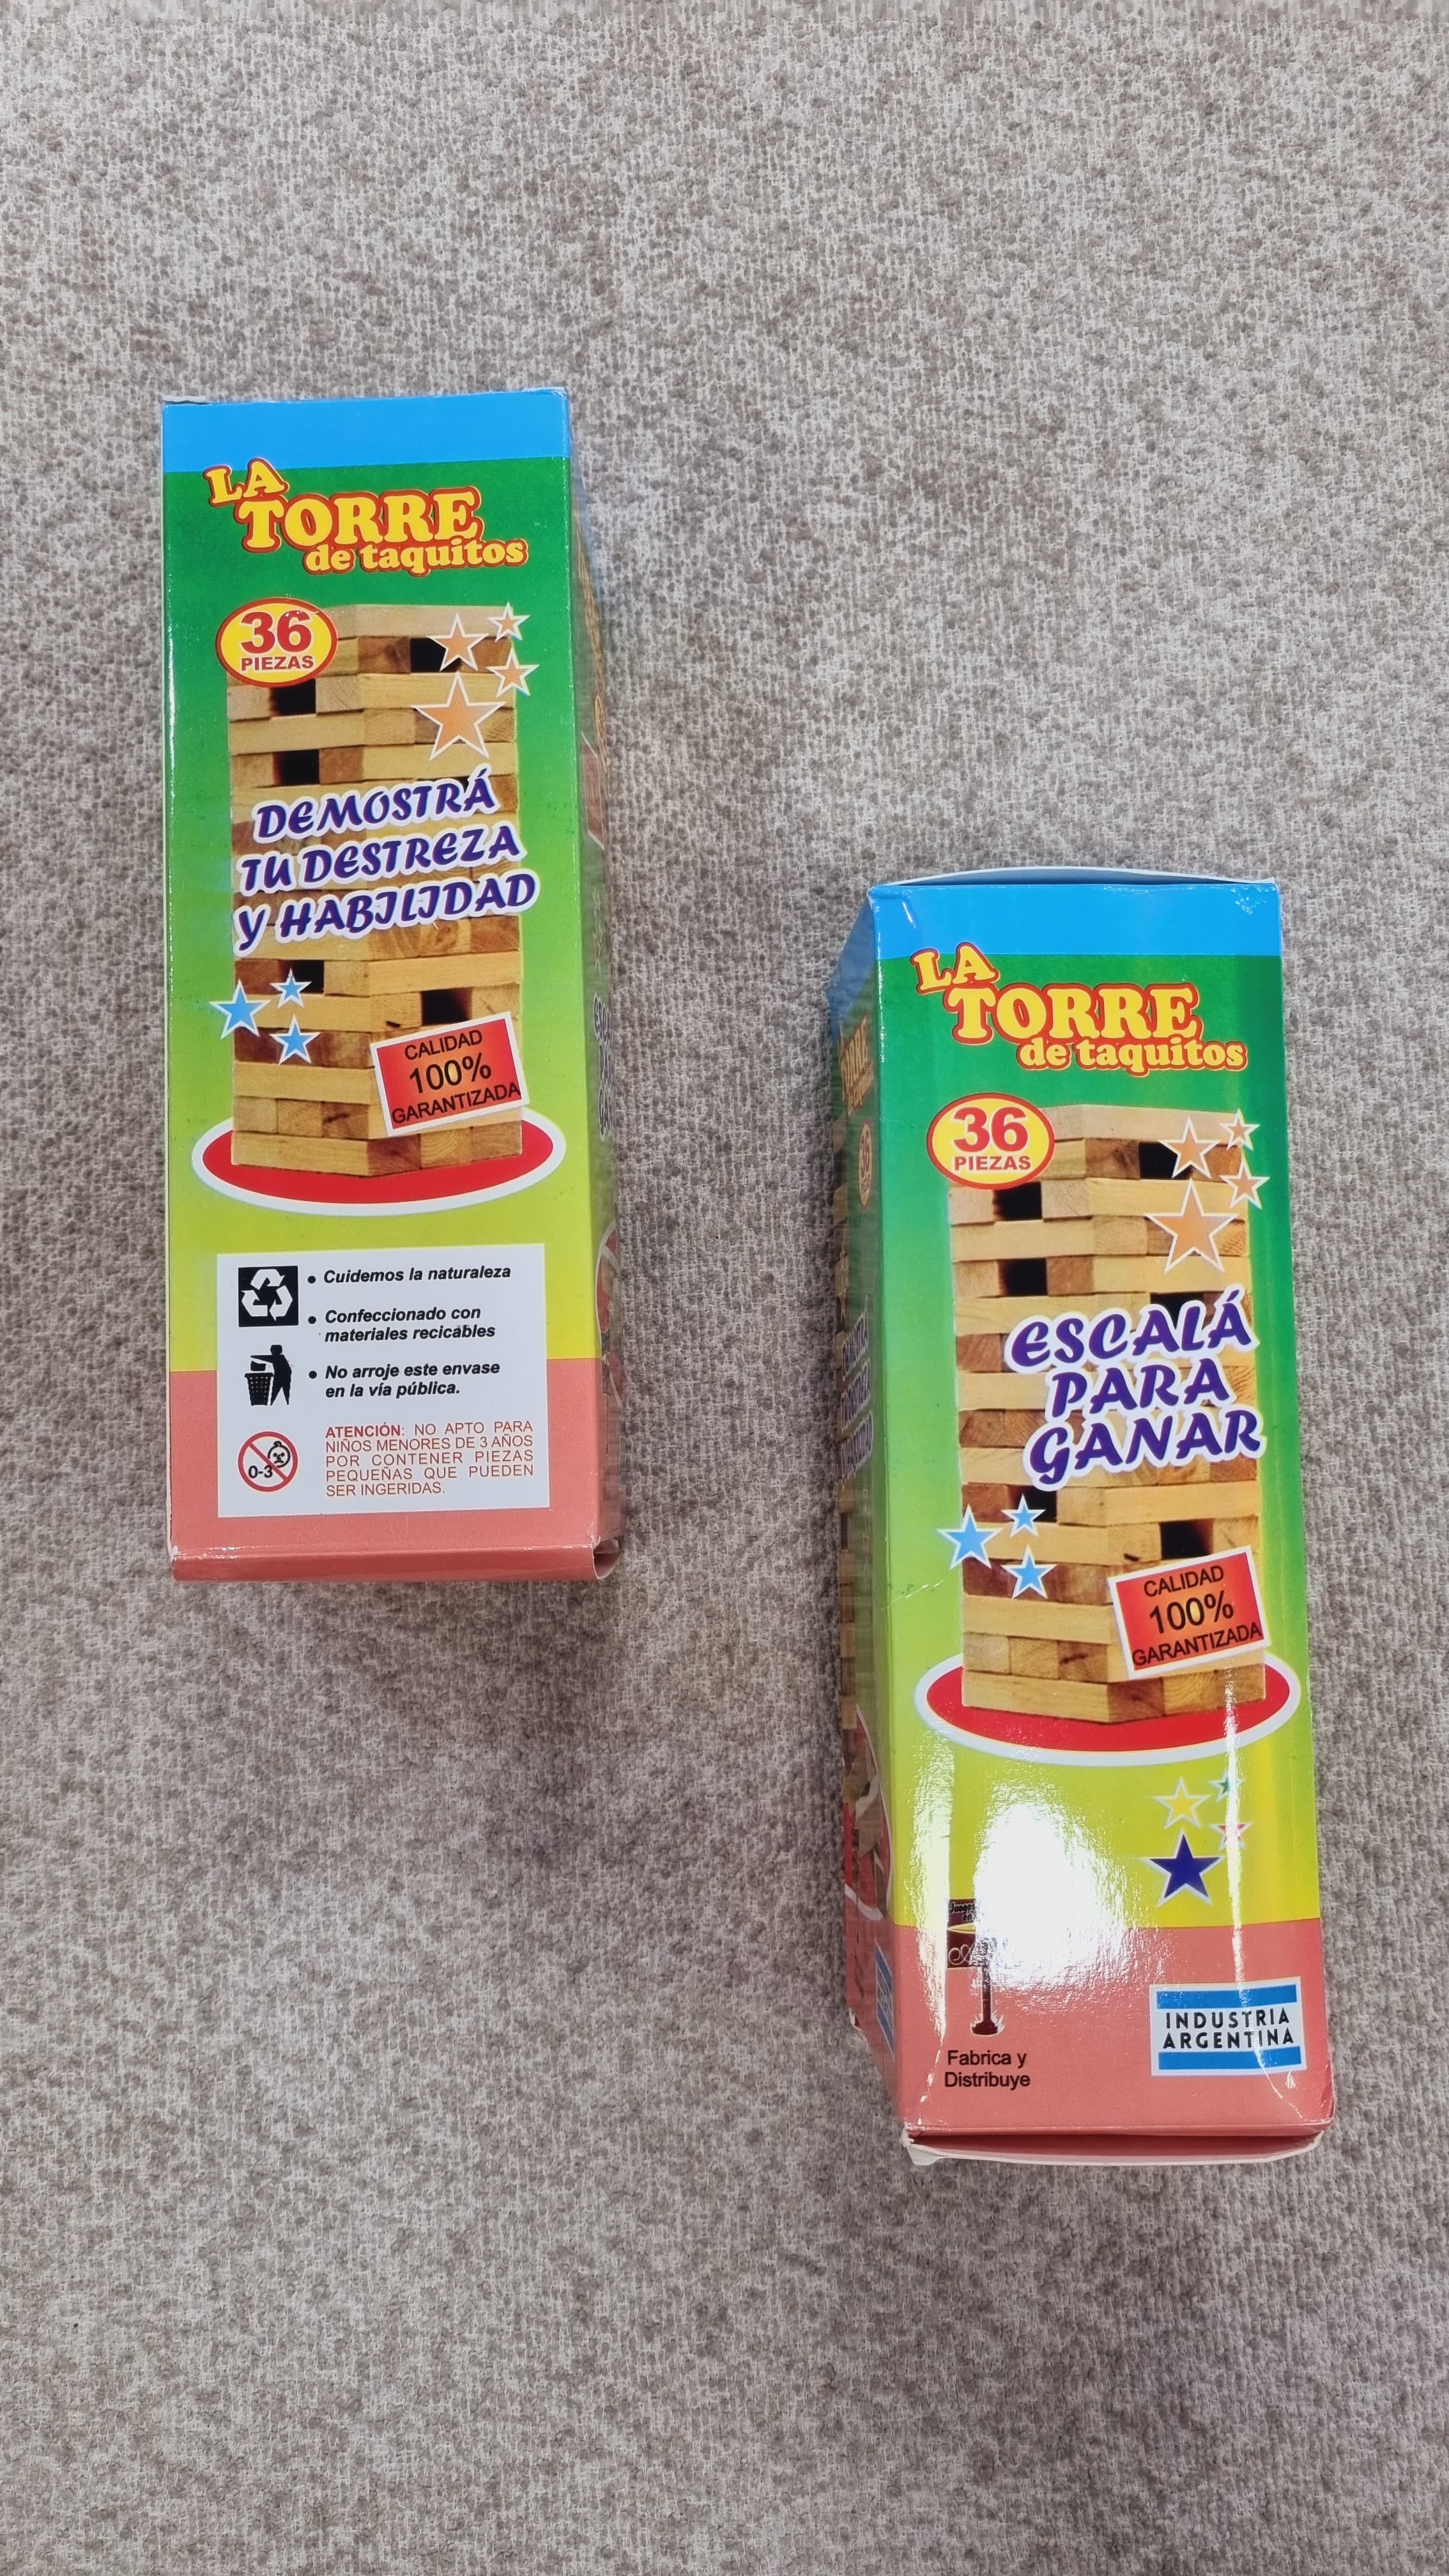 LA
TORRE
de taquitos
36
PIEZAS
DEMOSTRÁ
TU DESTREZA
Y HABILIDAD
CALIDAD
100%
GARANTIZADA
• Cuidemos la naturaleza
• Confeccionado con
materiales recicables
• No arroje este envase
en la vía pública.
0-3
ATENCIÓN: NO APTO PARA
NIÑOS MENORES DE 3 AÑOS
POR CONTENER PIEZAS
PEQUEÑAS QUE PUEDEN
SER INGERIDAS.
LA
TORRE
de taquitos
36
PIEZAS
ESCALÁ
PARA
GANAR
CALIDAD
100%
GARANTIZADA
Fabrica y
Distribuye
INDUSTRIA
ARGENTINA